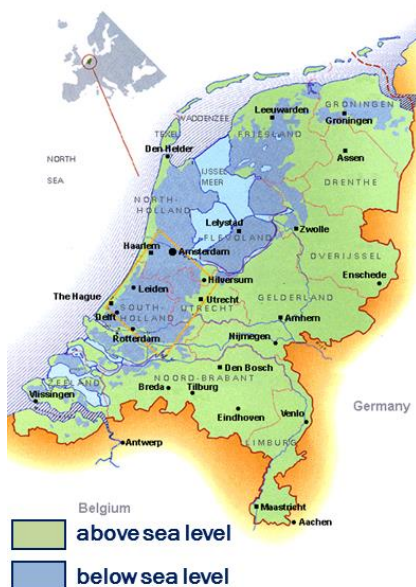 WADDENZEE
TEXEL
Den Helder
NORTH
SEA
Leeuwarden
FRIESLAND
GRONINGEN
Groningen
Assen
DRENTHE
IJSSEL
MEER
NORTH-
HOLLAND
Lelystad
FLEVOLAND
Zwolle
OVERIJSSEL
Haarlem
Amsterdam
Enschede
Hilversum
Leiden
The Hague
Utrecht
UTRECHT
GELDERLAND
Delft
SOUTH-
HOLLAND
Arnhem
Rotterdam
Nijmegen
ZEELAND
Den Bosch
NOORD-BRABANT
Vlissingen
Breda
Tilburg
Germany
Eindhoven
Venlo
Antwerp
LIMBURG
Belgium
Maastricht
Aachen
above sea level
below sea level